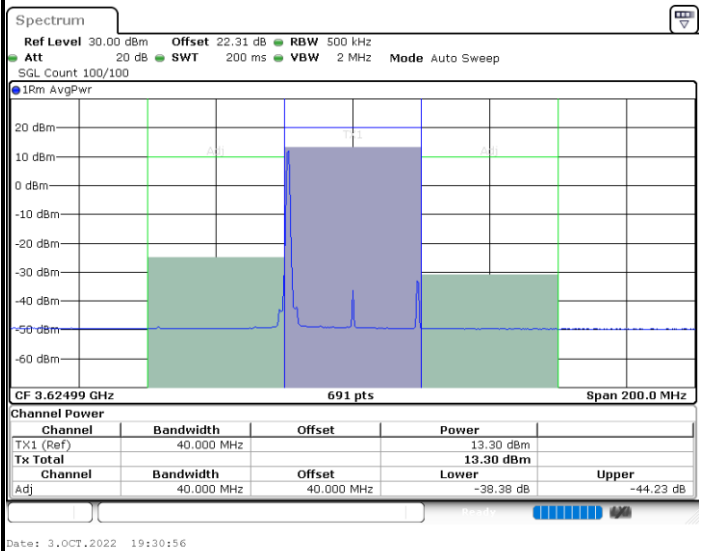 Spectrum
Ref Level 30.00 dBm Offset 22.31 dB RBW 500 kHz
Att 20 dB SWT 200 ms VBW 2 MHz Mode Auto Sweep
SGL Count 100/100
1Rm AvgPwr
20 dBm
TX1
10 dBm
Adj Adj
0 dBm
-10 dBm
-20 dBm
-30 dBm
-40 dBm
-50 dBm
-60 dBm
CF 3.62499 GHz 691 pts Span 200.0 MHz
Channel Power
Channel Bandwidth Offset Power
TX1 (Ref) 40.000 MHz 13.30 dBm
Tx Total 13.30 dBm
Channel Bandwidth Offset Lower Upper
Adj 40.000 MHz 40.000 MHz -38.38 dB -44.23 dB
Ready
Date: 3.OCT.2022 19:30:56